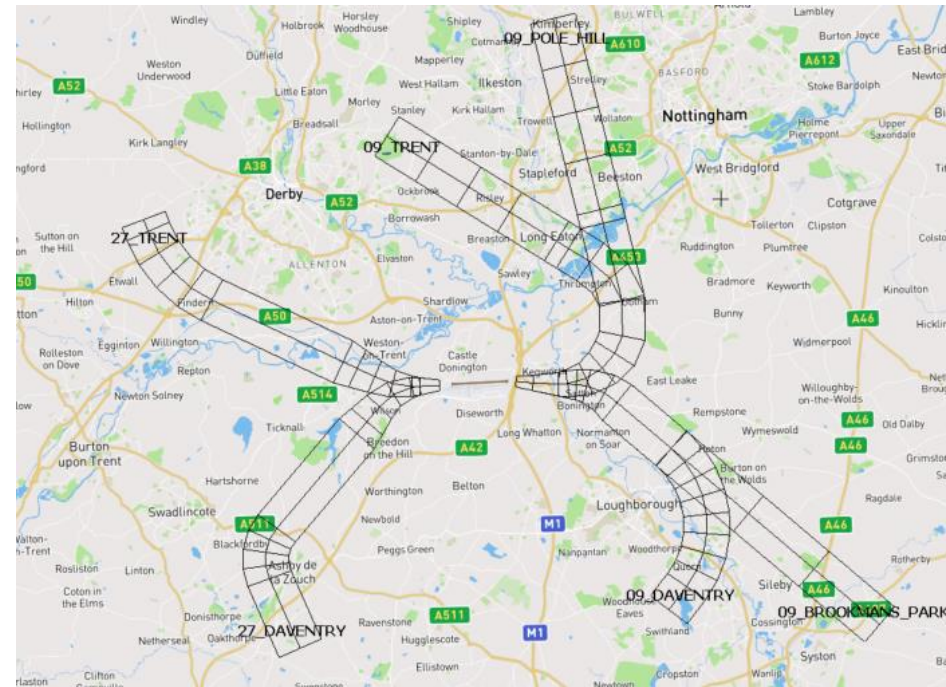 Windley
Holbrook
Horsley
Woodhouse
Shipley
Kimberley
BULWELL
Lambley
Duffield
Cotmanhay
09_POLE_HILL
A610
Burton Joyce
Weston
Underwood
Mapperley
A612
East Brid
A52
Little Eaton
West Hallam
Ilkeston
Strelley
BASFORD
Stoke Bardolph
Newton
Morley
Stanley
Kirk Hallam
Hollington
Breadsall
Trowell
Wollaton
Nottingham
Holme
Pierrepont
Upper
Saxondale
Kirk Langley
09_TRENT
Stanton-by-Dale
A52
A38
Stapleford
Beeston
West Bridgford
Derby
A52
Ockbrook
Risley
Cotgrave
Borrowash
27_TRENT
Breaston
Long Eaton
Tollerton
Clipston
Sutton on
the Hill
Elvaston
Ruddington
Plumtree
ALLENTON
Sawley
A453
Etwall
Thrumpton
Bradmore
Keyworth
Kinoulton
50
Hilton
Findern
Shardlow
Gotham
A50
Aston-on-Trent
Bunny
A46
Egginton
Willington
Weston-
on-Trent
Castle
Donington
Widmerpool
Rolleston
on Dove
Repton
Kegworth
East Leake
Willoughby-
on-the-Wolds
Newton Solney
A514
Sutton
Bonington
Wilson
Diseworth
Rempstone
A46
Old Dalby
Ticknall
Long Whatton
Normanton
on Soar
Wymeswold
A46
Burton
upon Trent
Breedon
on the Hill
A42
Hoton
Hartshorne
Burton on
the Wolds
Worthington
Belton
Ragdale
Swadlincote
Loughborough
A511
Newbold
M1
A46
Blackfordby
Peggs Green
Nanpantan
Woodthorpe
Rotherby
Rosliston
Linton
Ashby de
la Zouch
Quorn
Sileby
Coton in
the Elms
Woodhouse
Eaves
09_DAVENTRY
A46
09_BROOKMANS_PARK
Donisthorpe
A511
Ravenstone
Cossington
Netherseal
Oakthorpe
27_DAVENTRY
M1
Swithland
Hugglescote
Syston
Ellistown
Clifton
Cropston
Wanlip
Newtown